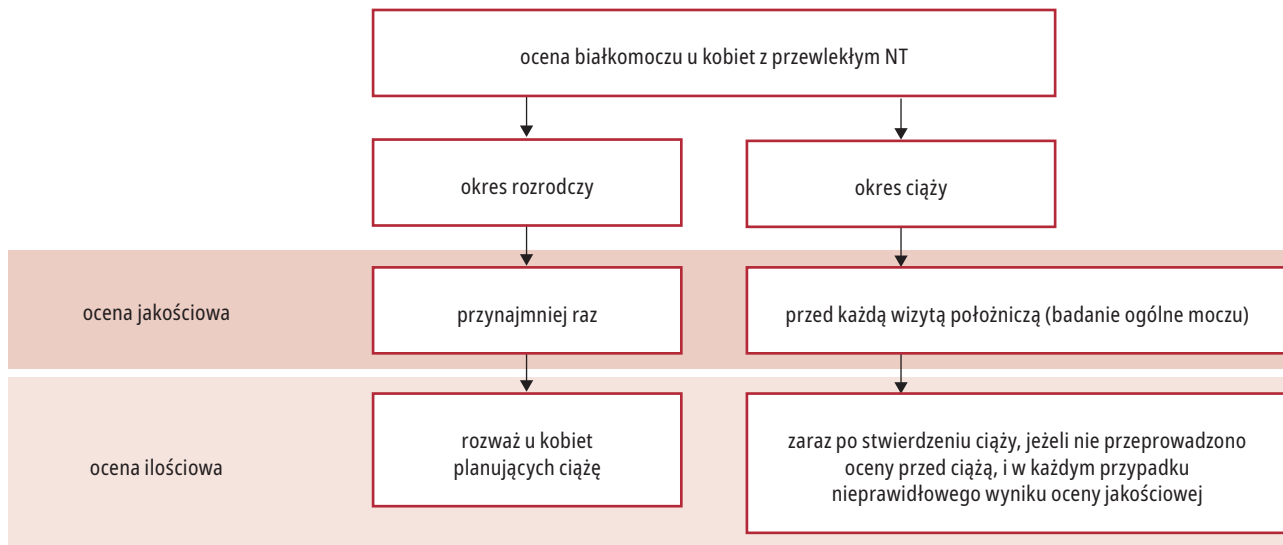 ocena białkomoczu u kobiet z przewlekłym NT
okres rozrodczy
okres ciąży
ocena jakościowa
przynajmniej raz
przed każdą wizytą położniczą (badanie ogólne moczu)
ocena ilościowa
rozważ u kobiet
planujących ciążę
zaraz po stwierdzeniu ciąży, jeżeli nie przeprowadzono
oceny przed ciążą, i w każdym przypadku
nieprawidłowego wyniku oceny jakościowej